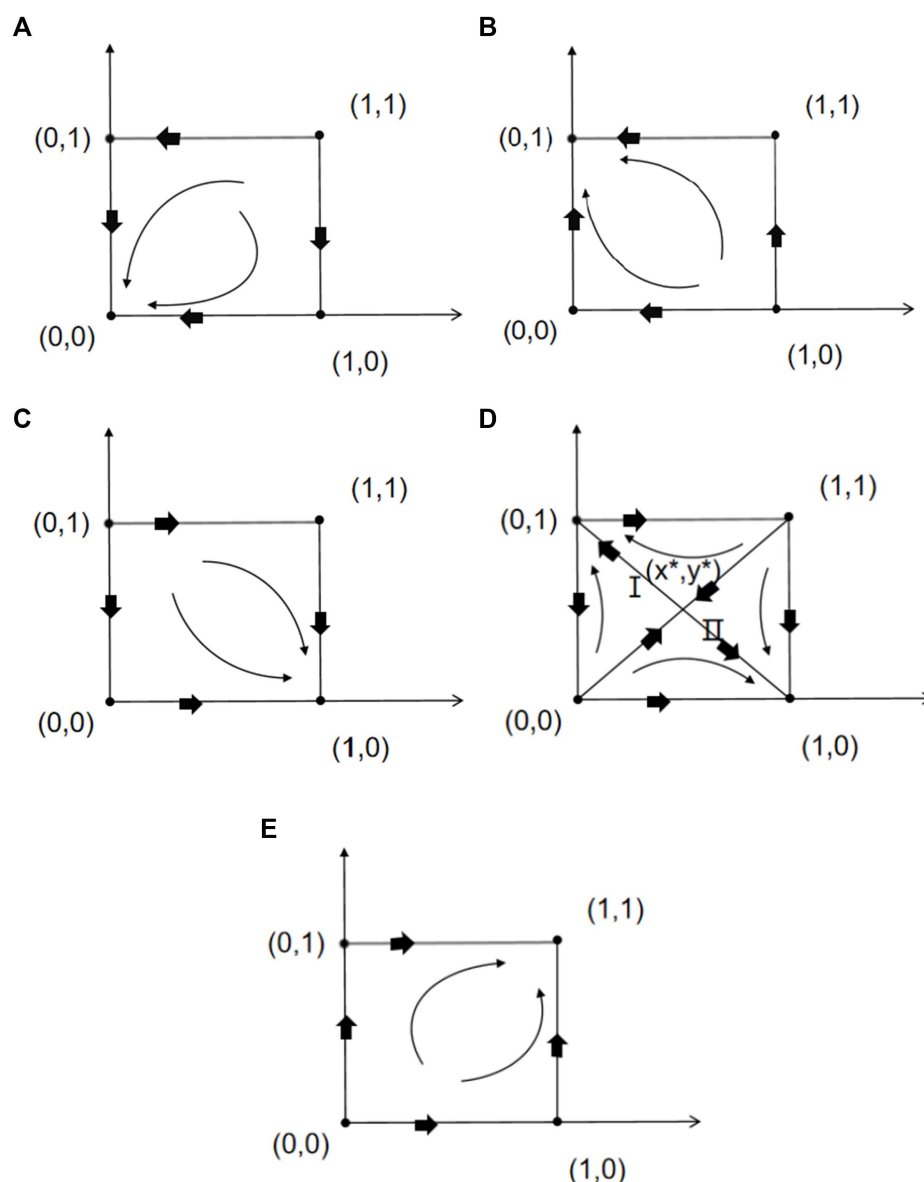 A
(1,1)
(0,1)
(0,0)
(1,0)
B
(1,1)
(0,1)
(0,0)
(1,0)
C
(1,1)
(0,1)
(0,0)
(1,0)
D
(1,1)
(0,1)
(x*,y*)
I
II
(0,0)
(1,0)
E
(1,1)
(0,1)
(0,0)
(1,0)